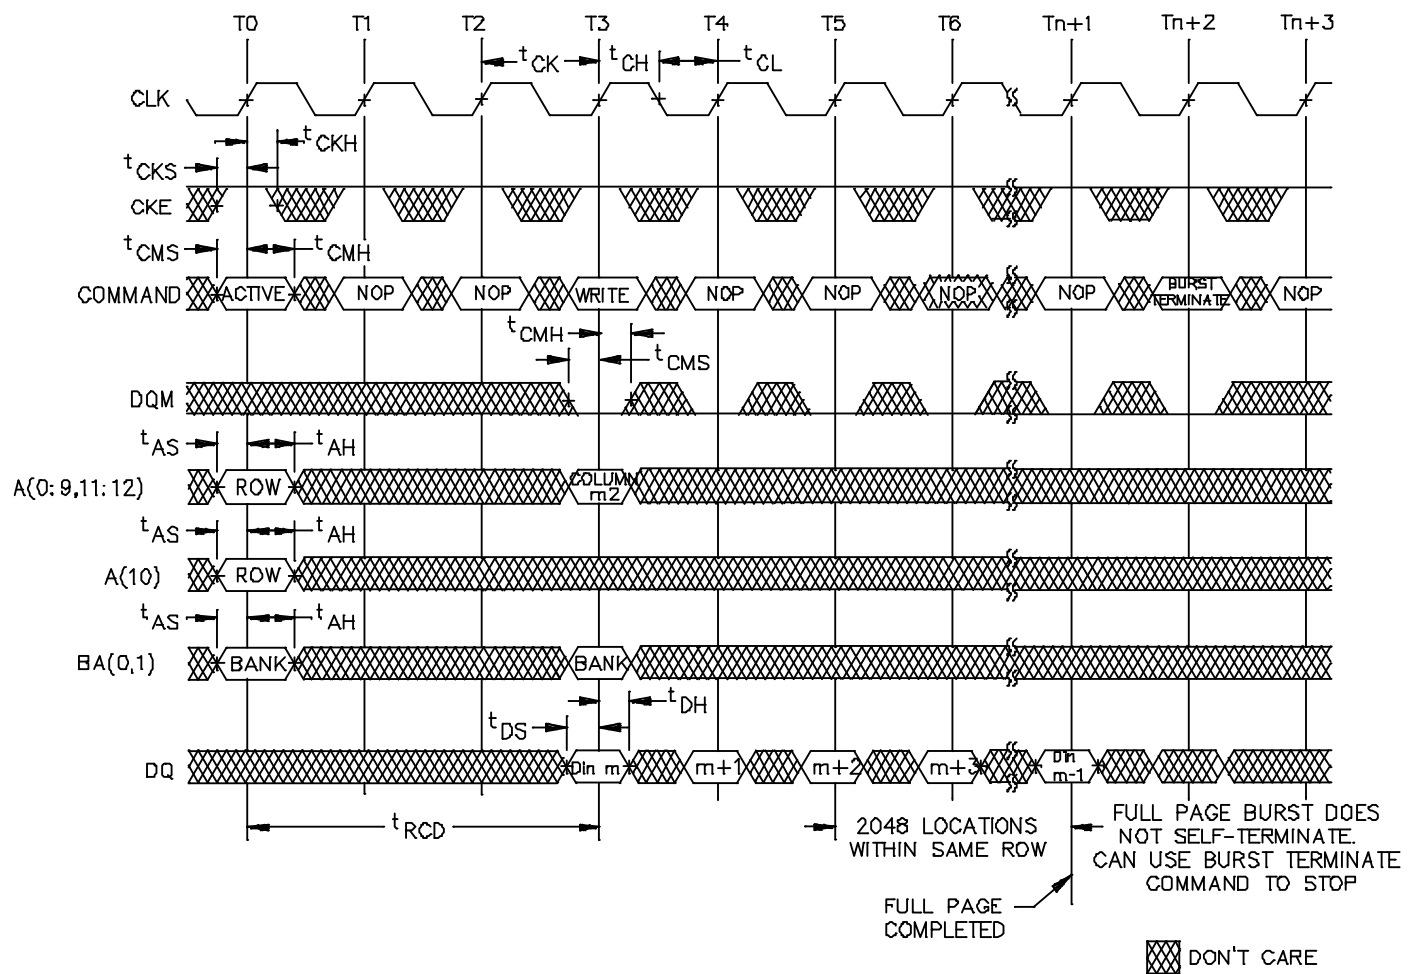 T0 T1 T2 T3 T4 T5 T6 Tn+1 Tn+2 Tn+3
tCK tCH tCL
CLK
tCKH
tCKS
CKE
tCMS tCMH
COMMAND ACTIVE NOP NOP WRITE NOP NOP NOP NOP BURST TERMINATE NOP
tCMH
tCMS
DQM
tAS tAH
A(0:9,11:12) ROW COLUMN m2
tAS tAH
A(10) ROW
tAS tAH
BA(0,1) BANK BANK
tDH
tDS
DQ Din m m+1 m+2 m+3 Din m-1
tRCD
2048 LOCATIONS
WITHIN SAME ROW
FULL PAGE BURST DOES
NOT SELF-TERMINATE.
CAN USE BURST TERMINATE
COMMAND TO STOP
FULL PAGE
COMPLETED
DON'T CARE